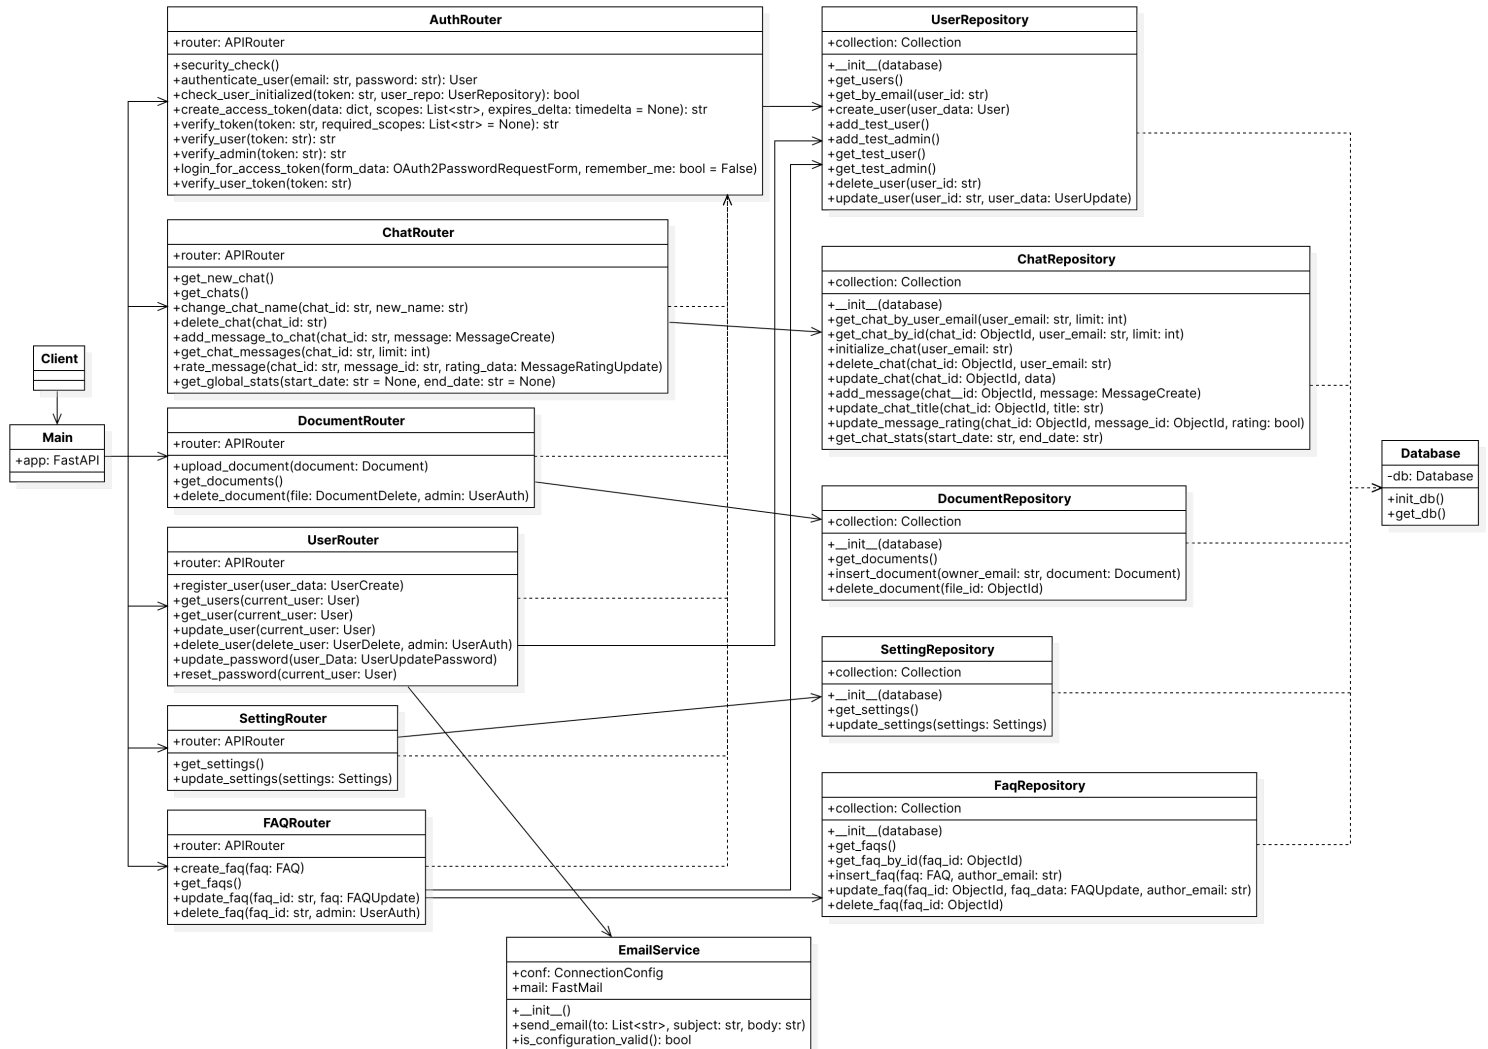 AuthRouter
+router: APIRouter
+security_check()
+authenticate_user(email: str, password: str): User
+check_user_initialized(token: str, user_repo: UserRepository): bool
+create_access_token(data: dict, scopes: List<str>, expires_delta: timedelta = None): str
+verify_token(token: str, required_scopes: List<str> = None): str
+verify_user(token: str): str
+verify_admin(token: str): str
+login_for_access_token(form_data: OAuth2PasswordRequestForm, remember_me: bool = False)
+verify_user_token(token: str)
UserRepository
+collection: Collection
+__init__(database)
+get_users()
+get_by_email(user_id: str)
+create_user(user_data: User)
+add_test_user()
+add_test_admin()
+get_test_user()
+get_test_admin()
+delete_user(user_id: str)
+update_user(user_id: str, user_data: UserUpdate)
ChatRouter
+router: APIRouter
+get_new_chat()
+get_chats()
+change_chat_name(chat_id: str, new_name: str)
+delete_chat(chat_id: str)
+add_message_to_chat(chat_id: str, message: MessageCreate)
+get_chat_messages(chat_id: str, limit: int)
+rate_message(chat_id: str, message_id: str, rating_data: MessageRatingUpdate)
+get_global_stats(start_date: str = None, end_date: str = None)
ChatRepository
+collection: Collection
+__init__(database)
+get_chat_by_user_email(user_email: str, limit: int)
+get_chat_by_id(chat_id: ObjectId, user_email: str, limit: int)
+initialize_chat(user_email: str)
+delete_chat(chat_id: ObjectId, user_email: str)
+update_chat(chat_id: ObjectId, data)
+add_message(chat__id: ObjectId, message: MessageCreate)
+update_chat_title(chat_id: ObjectId, title: str)
+update_message_rating(chat_id: ObjectId, message_id: ObjectId, rating: bool)
+get_chat_stats(start_date: str, end_date: str)
Client
Main
+app: FastAPI
DocumentRouter
+router: APIRouter
+upload_document(document: Document)
+get_documents()
+delete_document(file: DocumentDelete, admin: UserAuth)
DocumentRepository
+collection: Collection
+__init__(database)
+get_documents()
+insert_document(owner_email: str, document: Document)
+delete_document(file_id: ObjectId)
Database
-db: Database
+init_db()
+get_db()
UserRouter
+router: APIRouter
+register_user(user_data: UserCreate)
+get_users(current_user: User)
+get_user(current_user: User)
+update_user(current_user: User)
+delete_user(delete_user: UserDelete, admin: UserAuth)
+update_password(user_Data: UserUpdatePassword)
+reset_password(current_user: User)
SettingRepository
+collection: Collection
+__init__(database)
+get_settings()
+update_settings(settings: Settings)
SettingRouter
+router: APIRouter
+get_settings()
+update_settings(settings: Settings)
FAQRouter
+router: APIRouter
+create_faq(faq: FAQ)
+get_faqs()
+update_faq(faq_id: str, faq: FAQUpdate)
+delete_faq(faq_id: str, admin: UserAuth)
FaqRepository
+collection: Collection
+__init__(database)
+get_faqs()
+get_faq_by_id(faq_id: ObjectId)
+insert_faq(faq: FAQ, author_email: str)
+update_faq(faq_id: ObjectId, faq_data: FAQUpdate, author_email: str)
+delete_faq(faq_id: ObjectId)
EmailService
+conf: ConnectionConfig
+mail: FastMail
+__init__()
+send_email(to: List<str>, subject: str, body: str)
+is_configuration_valid(): bool